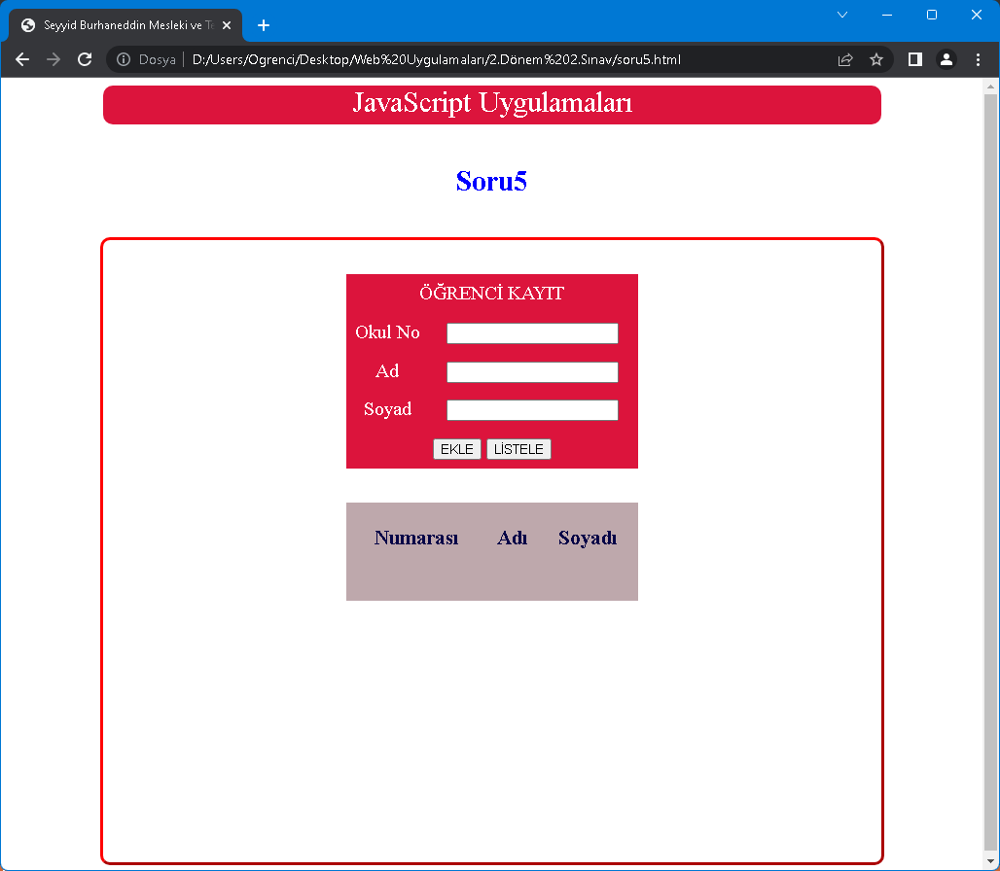 Seyyid Burhaneddin Mesleki ve Te
Dosya D:/Users/Ogrenci/Desktop/Web%20Uygulamaları/2.Dönem%202.Sınav/soru5.html
JavaScript Uygulamaları
Soru5
ÖĞRENCİ KAYIT
Okul No
Ad
Soyad
EKLE LİSTELE
Numarası Adı Soyadı